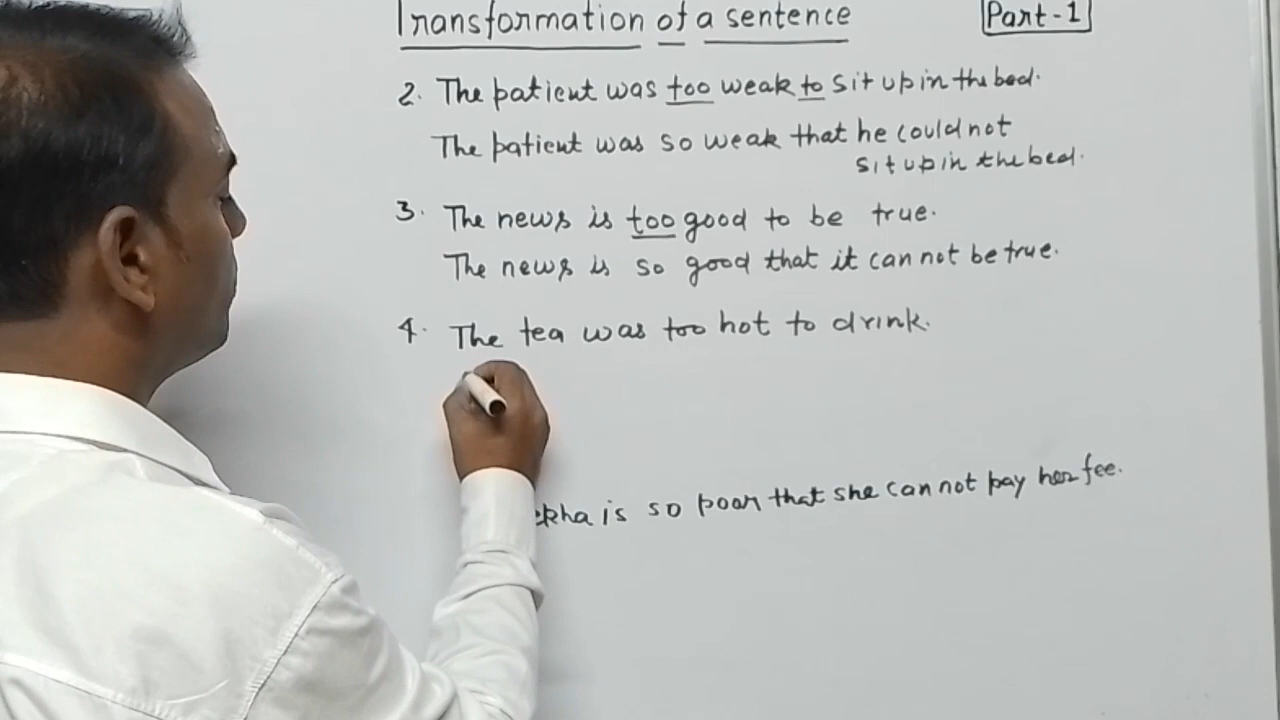 Transformation of a sentence
Part-1
2. The patient was too weak to sit up in the bed.
The patient was so weak that he could not
sit up in the bed.
3. The news is too good to be true.
The news is so good that it can not be true.
4. The tea was too hot to drink.
is so poor that she can not pay her fee.